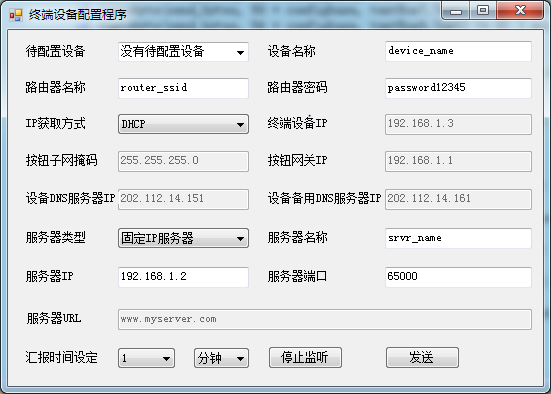 终端设备配置程序
待配置设备 没有待配置设备 设备名称 device_name
路由器名称 router_ssid 路由器密码 password12345
IP获取方式 DHCP 终端设备IP 192.168.1.3
按钮子网掩码 255.255.255.0 按钮网关IP 192.168.1.1
设备DNS服务器IP 202.112.14.151 设备备用DNS服务器IP 202.112.14.161
服务器类型 固定IP服务器 服务器名称 srvr_name
服务器IP 192.168.1.2 服务器端口 65000
服务器URL www.myserver.com
汇报时间设定 1 分钟 停止监听 发送